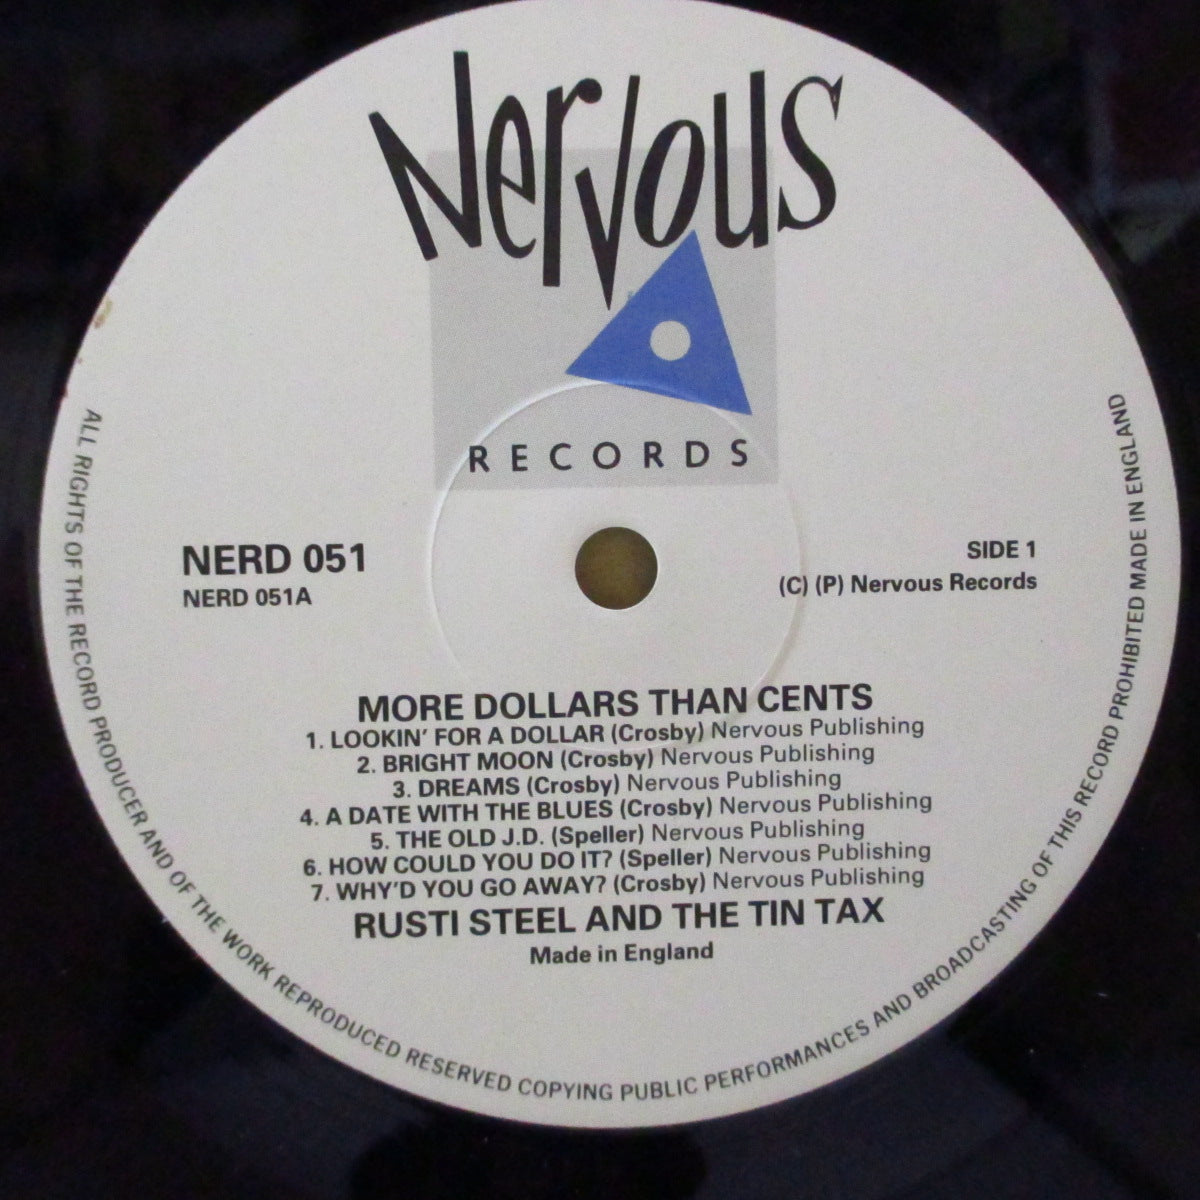 Nervous
RECORDS
NERD 051
NERD 051A
SIDE 1
(C) (P) Nervous Records
MORE DOLLARS THAN CENTS
1. LOOKIN' FOR A DOLLAR (Crosby) Nervous Publishing
2. BRIGHT MOON (Crosby) Nervous Publishing
3. DREAMS (Crosby) Nervous Publishing
4. A DATE WITH THE BLUES (Crosby) Nervous Publishing
5. THE OLD J.D. (Speller) Nervous Publishing
6. HOW COULD YOU DO IT? (Speller) Nervous Publishing
7. WHY'D YOU GO AWAY? (Crosby) Nervous Publishing
RUSTI STEEL AND THE TIN TAX
Made in England
ALL RIGHTS OF THE RECORD PRODUCER AND OF THE WORK REPRODUCED RESERVED COPYING PUBLIC PERFORMANCES AND BROADCASTING OF THIS RECORD PROHIBITED MADE IN ENGLAND